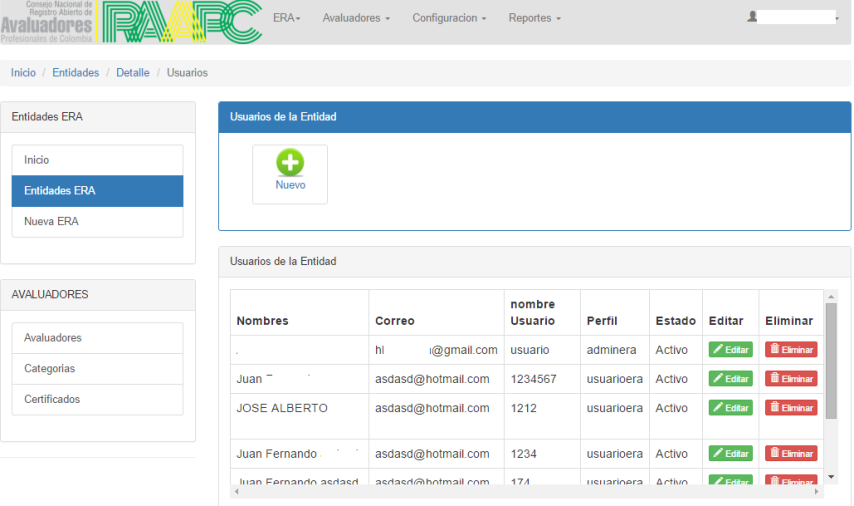 Consejo Nacional de
Registro Abierto de
Avaluadores
Profesionales de Colombia
RAAPC
ERA
Avaluadores
Configuracion
Reportes
Inicio / Entidades / Detalle / Usuarios
Entidades ERA
Inicio
Entidades ERA
Nueva ERA
AVALUADORES
Avaluadores
Categorias
Certificados
Usuarios de la Entidad
Nuevo
Usuarios de la Entidad
Nombres Correo nombre Usuario Perfil Estado Editar Eliminar
. hl @gmail.com usuario adminera Activo Editar Eliminar
Juan asdasd@hotmail.com 1234567 usuarioera Activo Editar Eliminar
JOSE ALBERTO asdasd@hotmail.com 1212 usuarioera Activo Editar Eliminar
Juan Fernando asdasd@hotmail.com 1234 usuarioera Activo Editar Eliminar
Juan Fernando asdasd asdasd@hotmail.com 174 usuarioera Activo Editar Eliminar